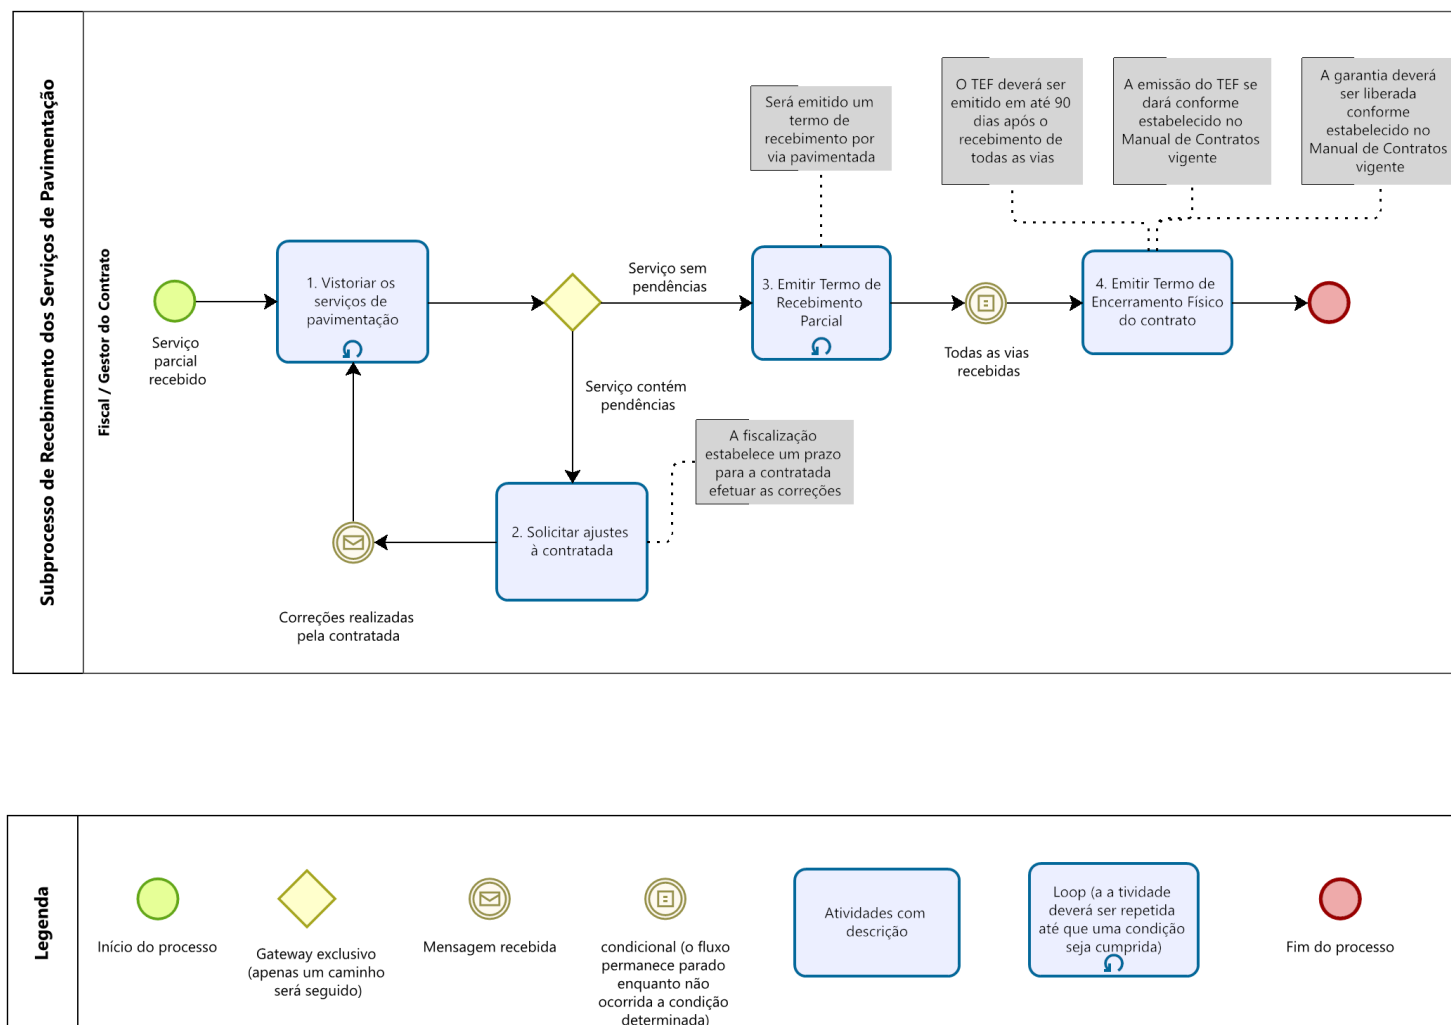 Subprocesso de Recebimento dos Serviços de Pavimentação
Fiscal / Gestor do Contrato
Serviço
parcial
recebido
1. Vistoriar os
serviços de
pavimentação
Serviço sem
pendências
Serviço contém
pendências
2. Solicitar ajustes
à contratada
A fiscalização
estabelece um prazo
para a contratada
efetuar as correções
Correções realizadas
pela contratada
Será emitido um
termo de
recebimento por
via pavimentada
3. Emitir Termo de
Recebimento
Parcial
Todas as vias
recebidas
O TEF deverá ser
emitido em até 90
dias após o
recebimento de
todas as vias
A emissão do TEF se
dará conforme
estabelecido no
Manual de Contratos
vigente
A garantia deverá
ser liberada
conforme
estabelecido no
Manual de Contratos
vigente
4. Emitir Termo de
Encerramento Físico
do contrato
Legenda
Início do processo
Gateway exclusivo
(apenas um caminho
será seguido)
Mensagem recebida
condicional (o fluxo
permanece parado
enquanto não
ocorrida a condição
determinada)
Atividades com
descrição
Loop (a a tividade
deverá ser repetida
até que uma condição
seja cumprida)
Fim do processo